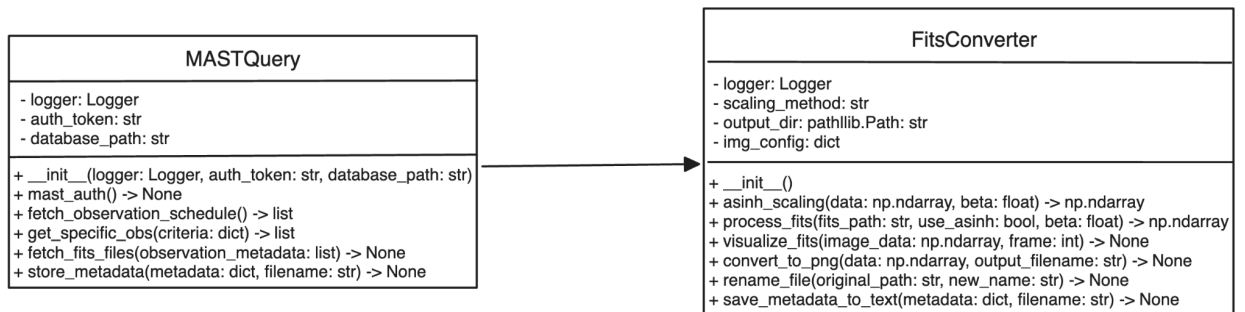 MASTQuery
- logger: Logger
- auth_token: str
- database_path: str
+ __init__(logger: Logger, auth_token: str, database_path: str)
+ mast_auth() -> None
+ fetch_observation_schedule() -> list
+ get_specific_obs(criteria: dict) -> list
+ fetch_fits_files(observation_metadata: list) -> None
+ store_metadata(metadata: dict, filename: str) -> None
FitsConverter
- logger: Logger
- scaling_method: str
- output_dir: pathllib.Path: str
- img_config: dict
+ __init__()
+ asinh_scaling(data: np.ndarray, beta: float) -> np.ndarray
+ process_fits(fits_path: str, use_asinh: bool, beta: float) -> np.ndarray
+ visualize_fits(image_data: np.ndarray, frame: int) -> None
+ convert_to_png(data: np.ndarray, output_filename: str) -> None
+ rename_file(original_path: str, new_name: str) -> None
+ save_metadata_to_text(metadata: dict, filename: str) -> None